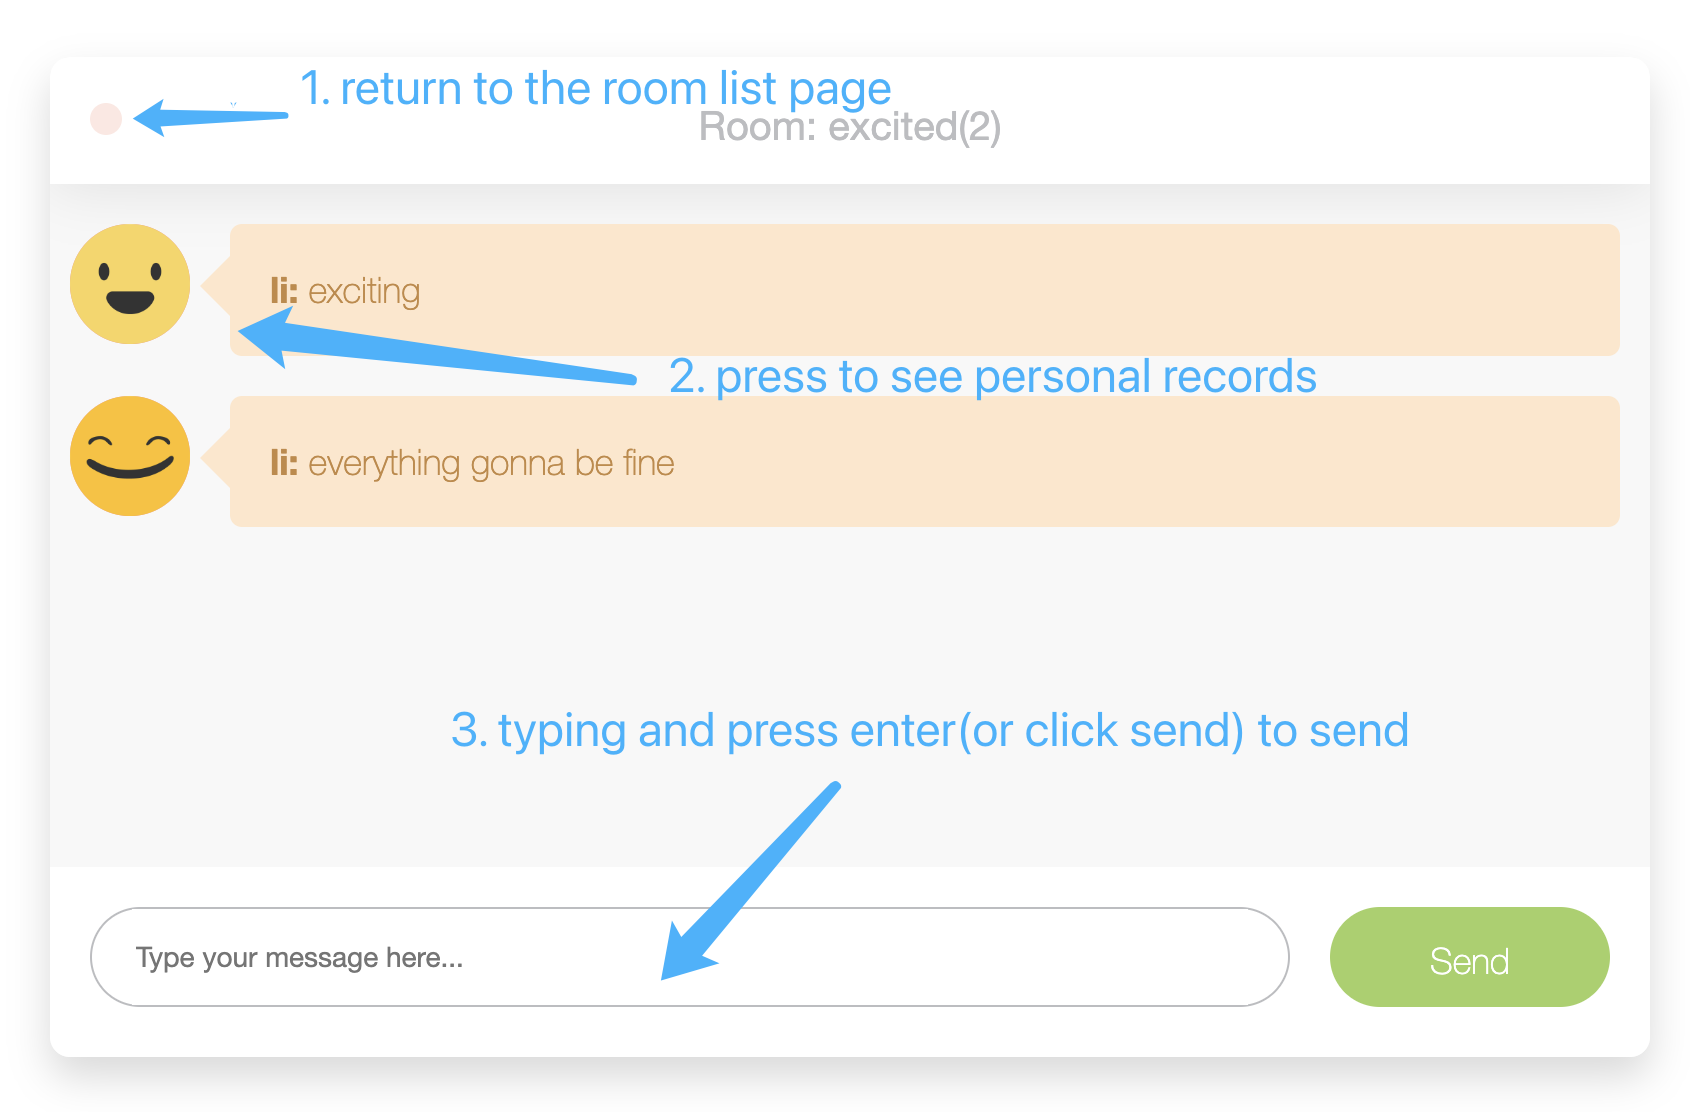 1. return to the room list page
Room: excited(2)
li: exciting
2. press to see personal records
li: everything gonna be fine
3. typing and press enter(or click send) to send
Type your message here...
Send